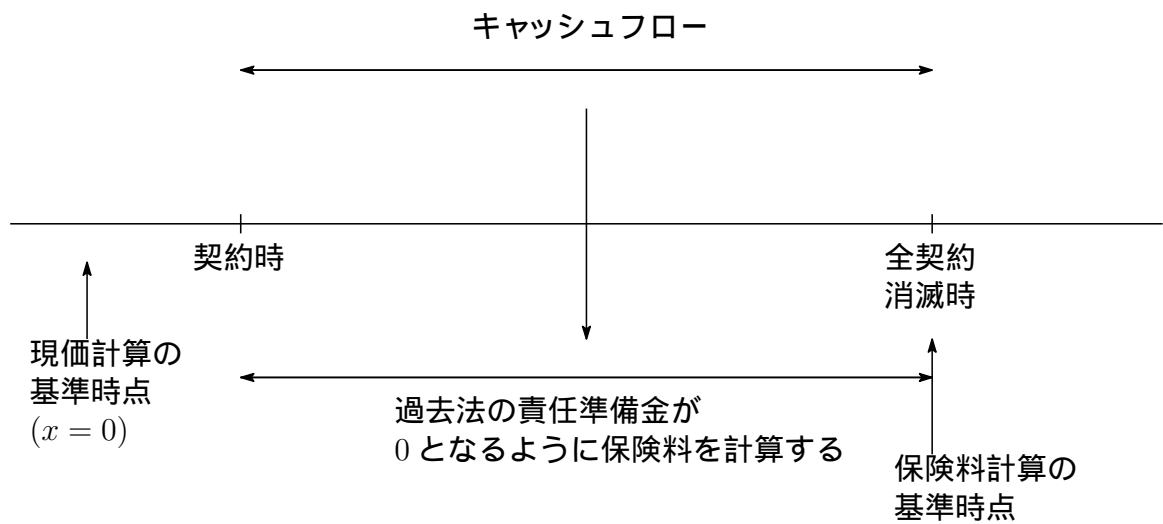 キャッシュフロー
契約時
全契約
消滅時
現価計算の
基準時点
(x = 0)
過去法の責任準備金が
0 となるように保険料を計算する
保険料計算の
基準時点